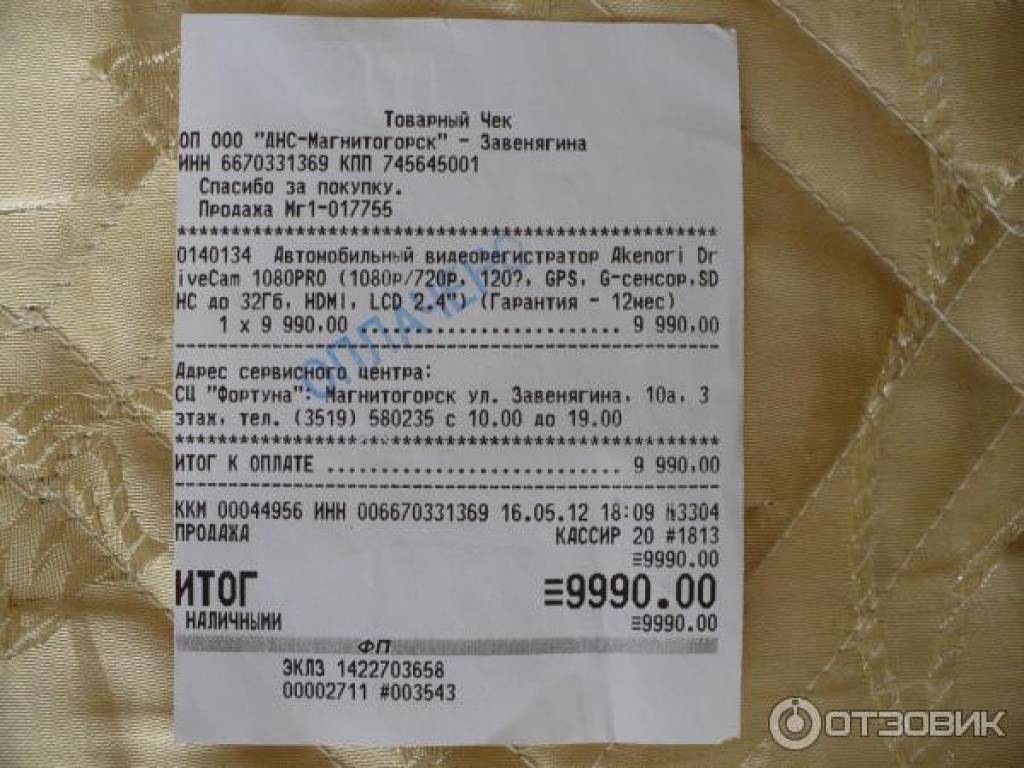 Товарный Чек
ОП ООО "ДНС-Магнитогорск" - Завенягина
ИНН 6670331369 КПП 745645001
Спасибо за покупку.
Продажа Мг1-017755
************************************************
0140134 Автомобильный видеорегистратор Akenori Dr
iveCam 1080PRO (1080p/720p, 120?, GPS, G-сенсор,SD
HC до 32Гб, HDMI, LCD 2.4") (Гарантия - 12мес)
1 х 9 990,00 ......................... 9 990,00
ОПЛАЧЕНО
------------------------------------------------
Адрес сервисного центра:
СЦ "Фортуна": Магнитогорск ул. Завенягина, 10а, 3
этаж, тел. (3519) 580235 с 10.00 до 19.00
************************************************
ИТОГ К ОПЛАТЕ ........................... 9 990,00
------------------------------------------------
ККМ 00044956 ИНН 006670331369 16.05.12 18:09 №3304
ПРОДАЖА КАССИР 20 #1813
≡9990.00
ИТОГ ≡9990.00
НАЛИЧНЫМИ ≡9990.00
ФП
ЭКЛЗ 1422703658
00002711 #003543
ОТЗОВИК